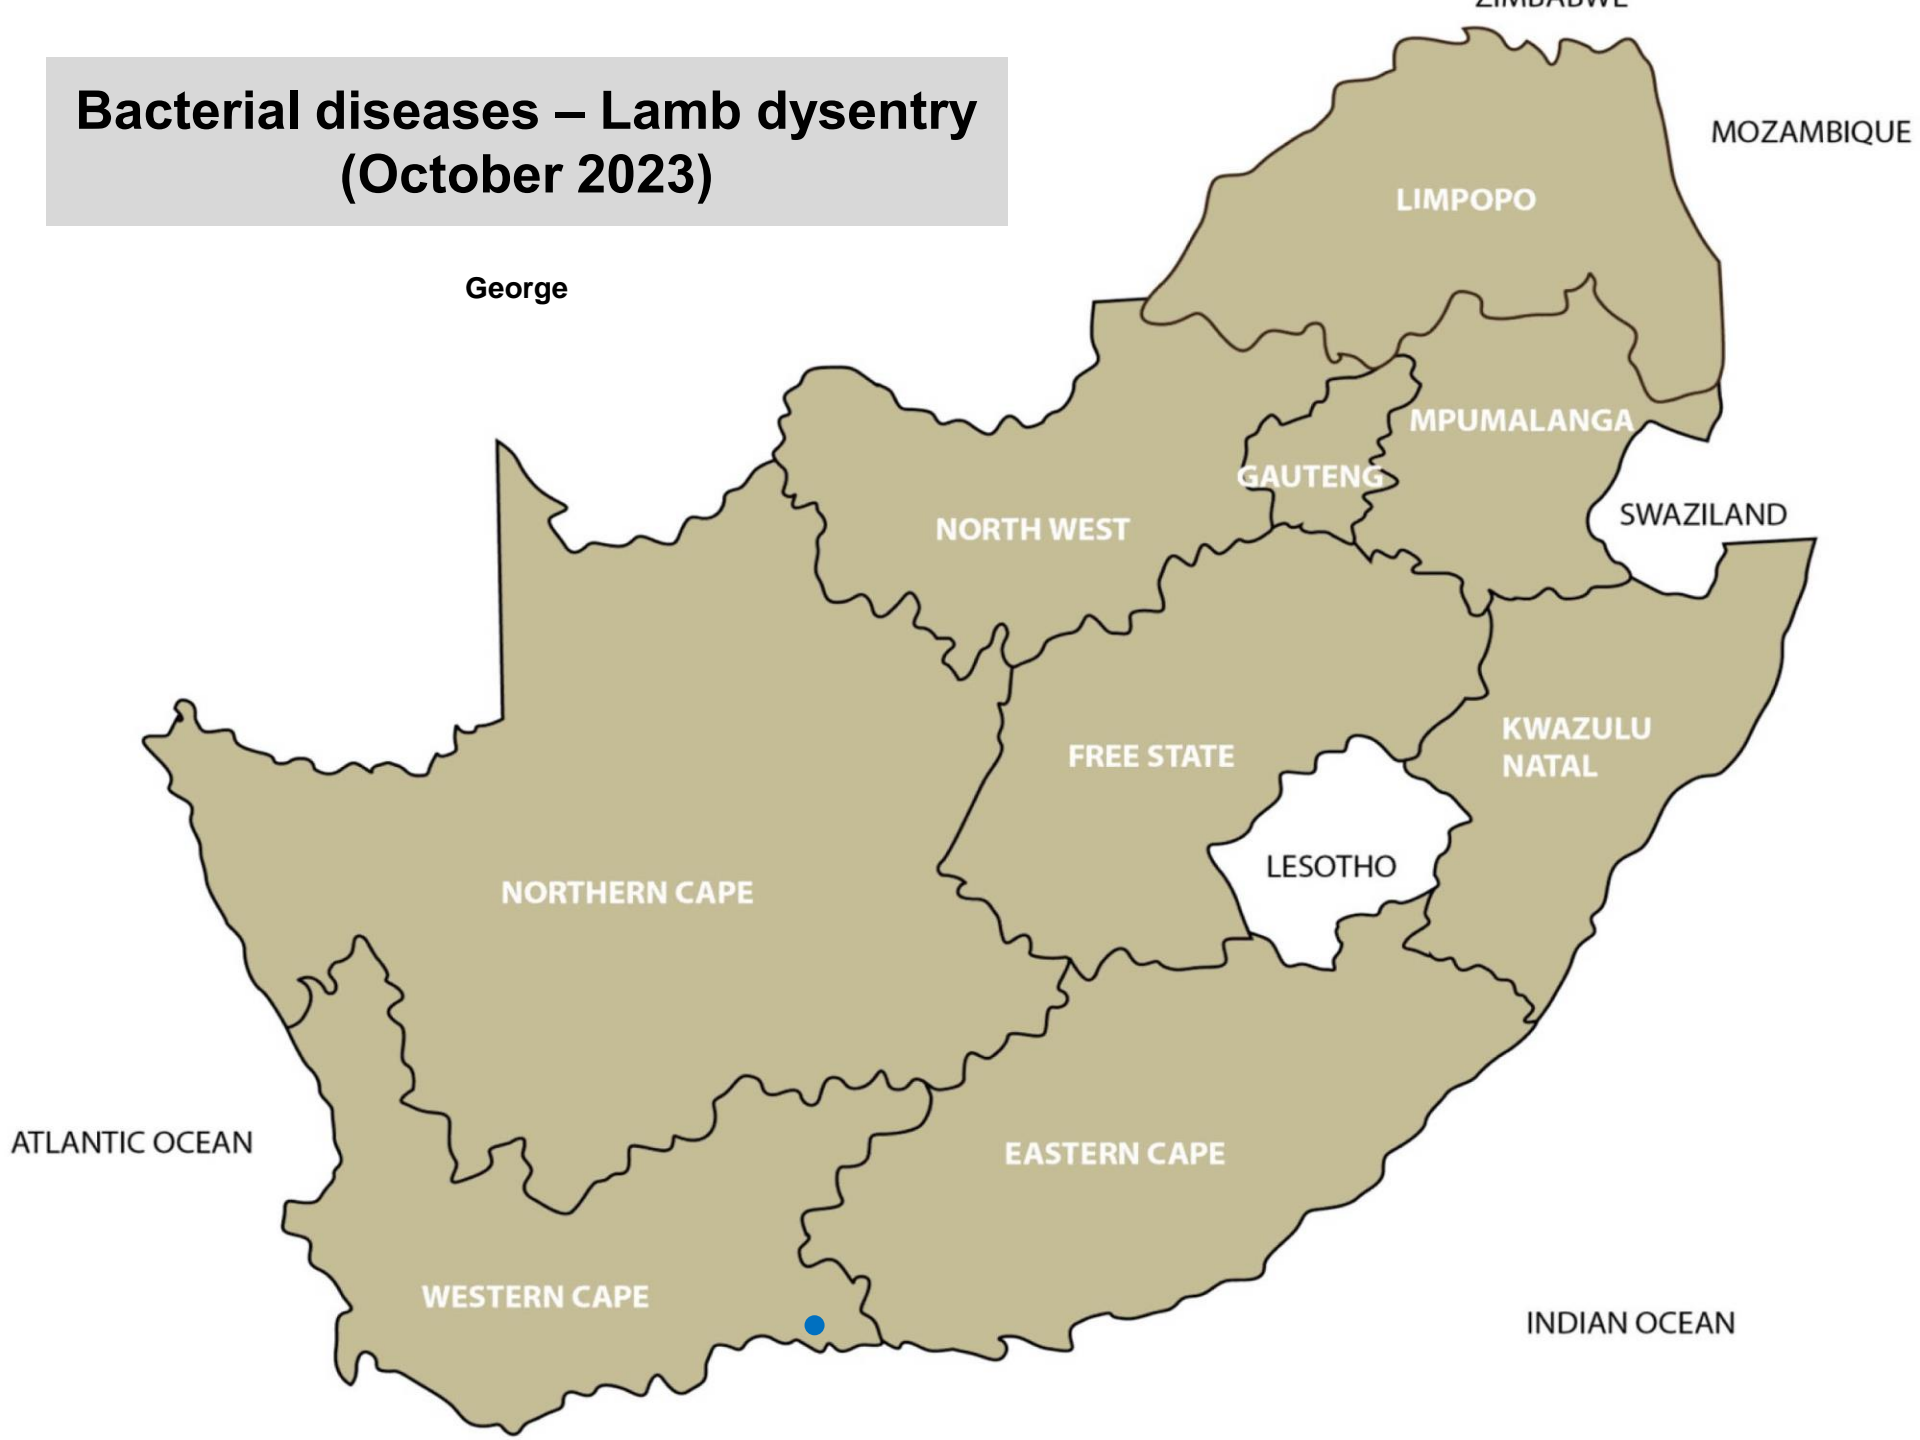 ZIMBABWE
Bacterial diseases – Lamb dysentry
(October 2023)
MOZAMBIQUE
LIMPOPO
George
MPUMALANGA
GAUTENG
SWAZILAND
NORTH WEST
KWAZULU
NATAL
FREE STATE
LESOTHO
NORTHERN CAPE
ATLANTIC OCEAN
EASTERN CAPE
WESTERN CAPE
INDIAN OCEAN